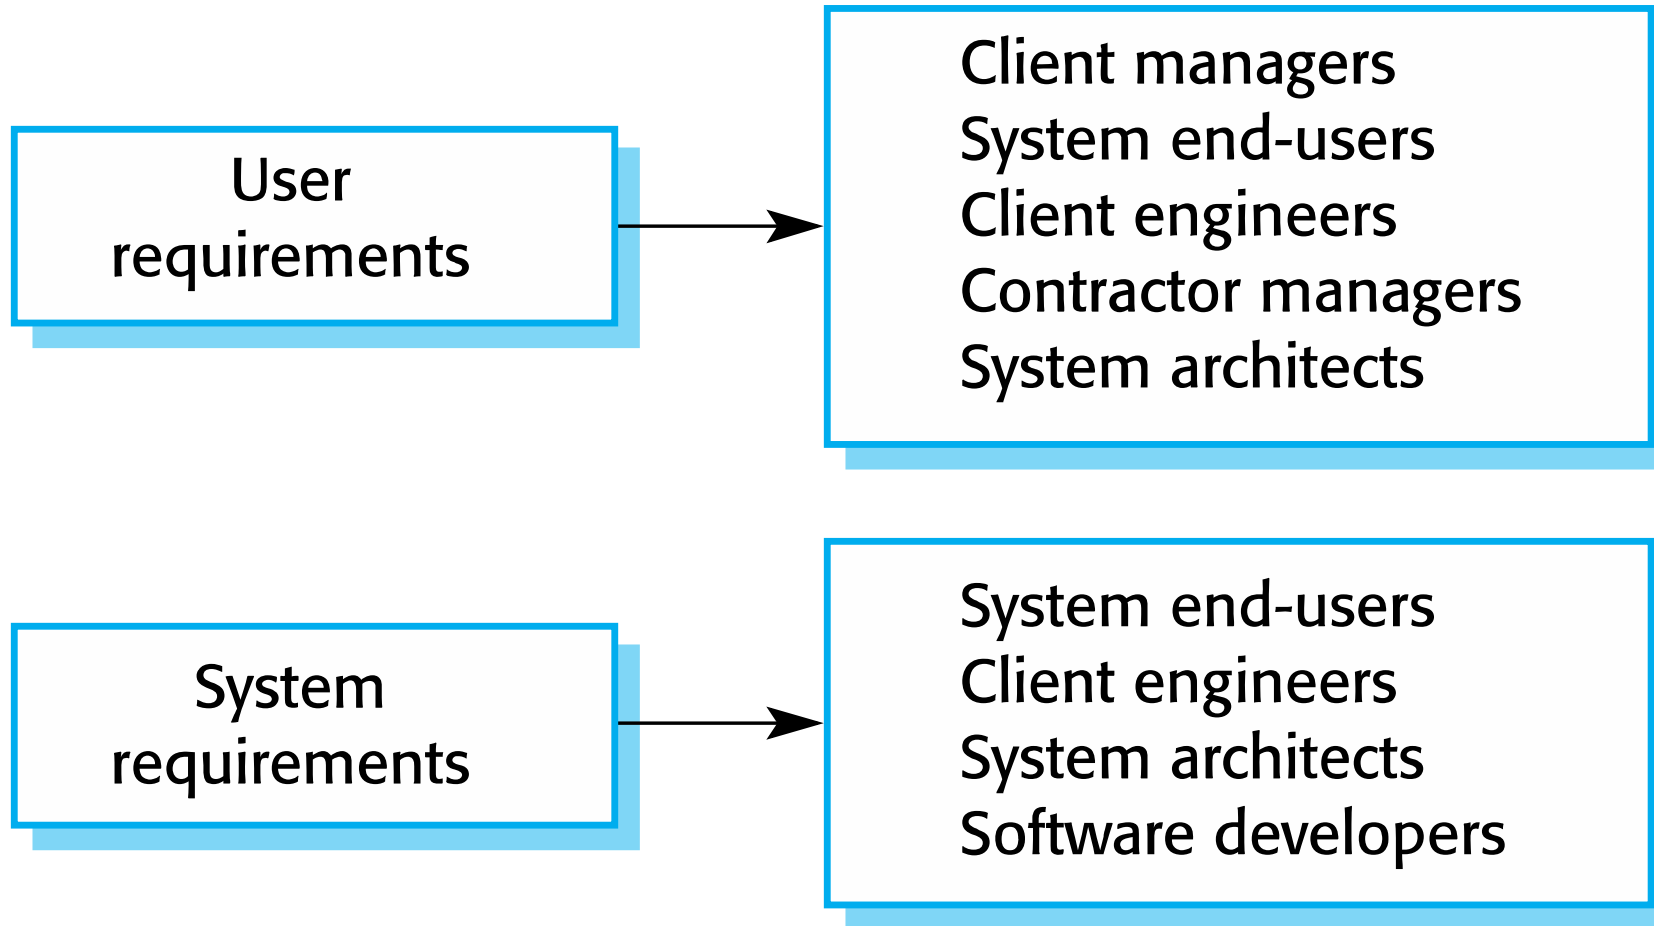 User
requirements
Client managers
System end-users
Client engineers
Contractor managers
System architects
System
requirements
System end-users
Client engineers
System architects
Software developers